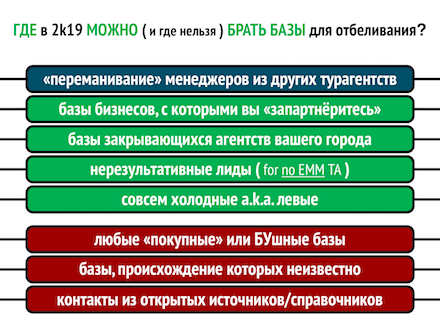 ГДЕ в 2k19 МОЖНО ( и где нельзя ) БРАТЬ БАЗЫ для отбеливания?
«переманивание» менеджеров из других турагентств
базы бизнесов, с которыми вы «запартнёритесь»
базы закрывающихся агентств вашего города
нерезультативные лиды ( for no EMM TA )
совсем холодные a.k.a. левые
любые «покупные» или БУшные базы
базы, происхождение которых неизвестно
контакты из открытых источников/справочников